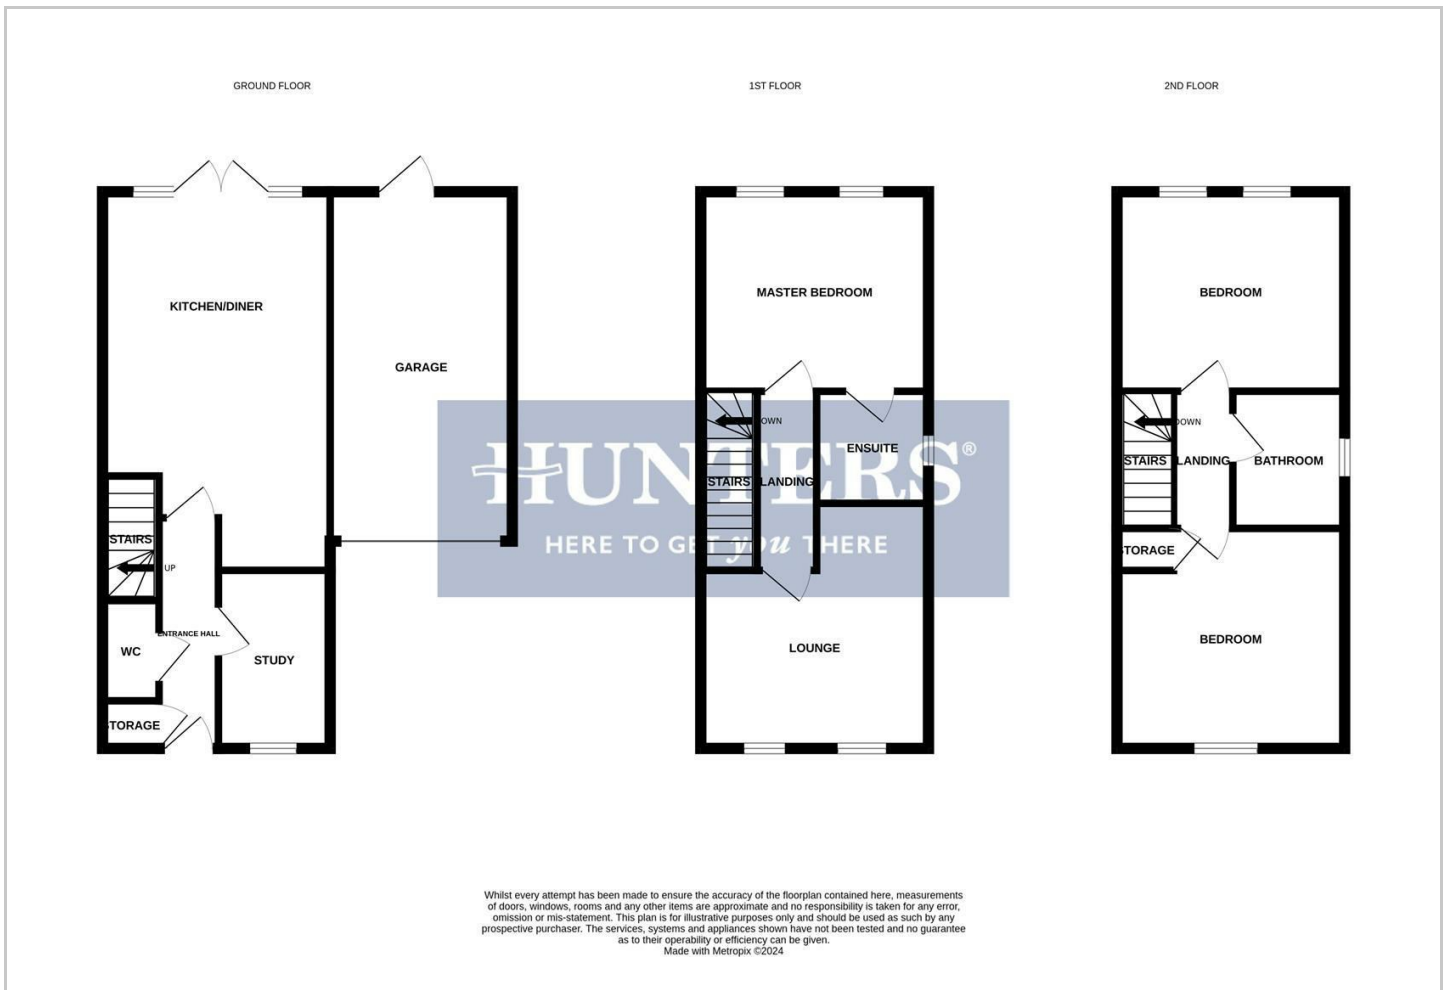 GROUND FLOOR
1ST FLOOR
2ND FLOOR
KITCHEN/DINER
GARAGE
STAIRS
UP
ENTRANCE HALL
WC
STUDY
STORAGE
MASTER BEDROOM
DOWN
ENSUITE
STAIRS
LANDING
LOUNGE
BEDROOM
DOWN
STAIRS
LANDING
BATHROOM
STORAGE
BEDROOM
HUNTERS®
HERE TO GET you THERE
Whilst every attempt has been made to ensure the accuracy of the floorplan contained here, measurements
of doors, windows, rooms and any other items are approximate and no responsibility is taken for any error,
omission or mis-statement. This plan is for illustrative purposes only and should be used as such by any
prospective purchaser. The services, systems and appliances shown have not been tested and no guarantee
as to their operability or efficiency can be given.
Made with Metropix ©2024